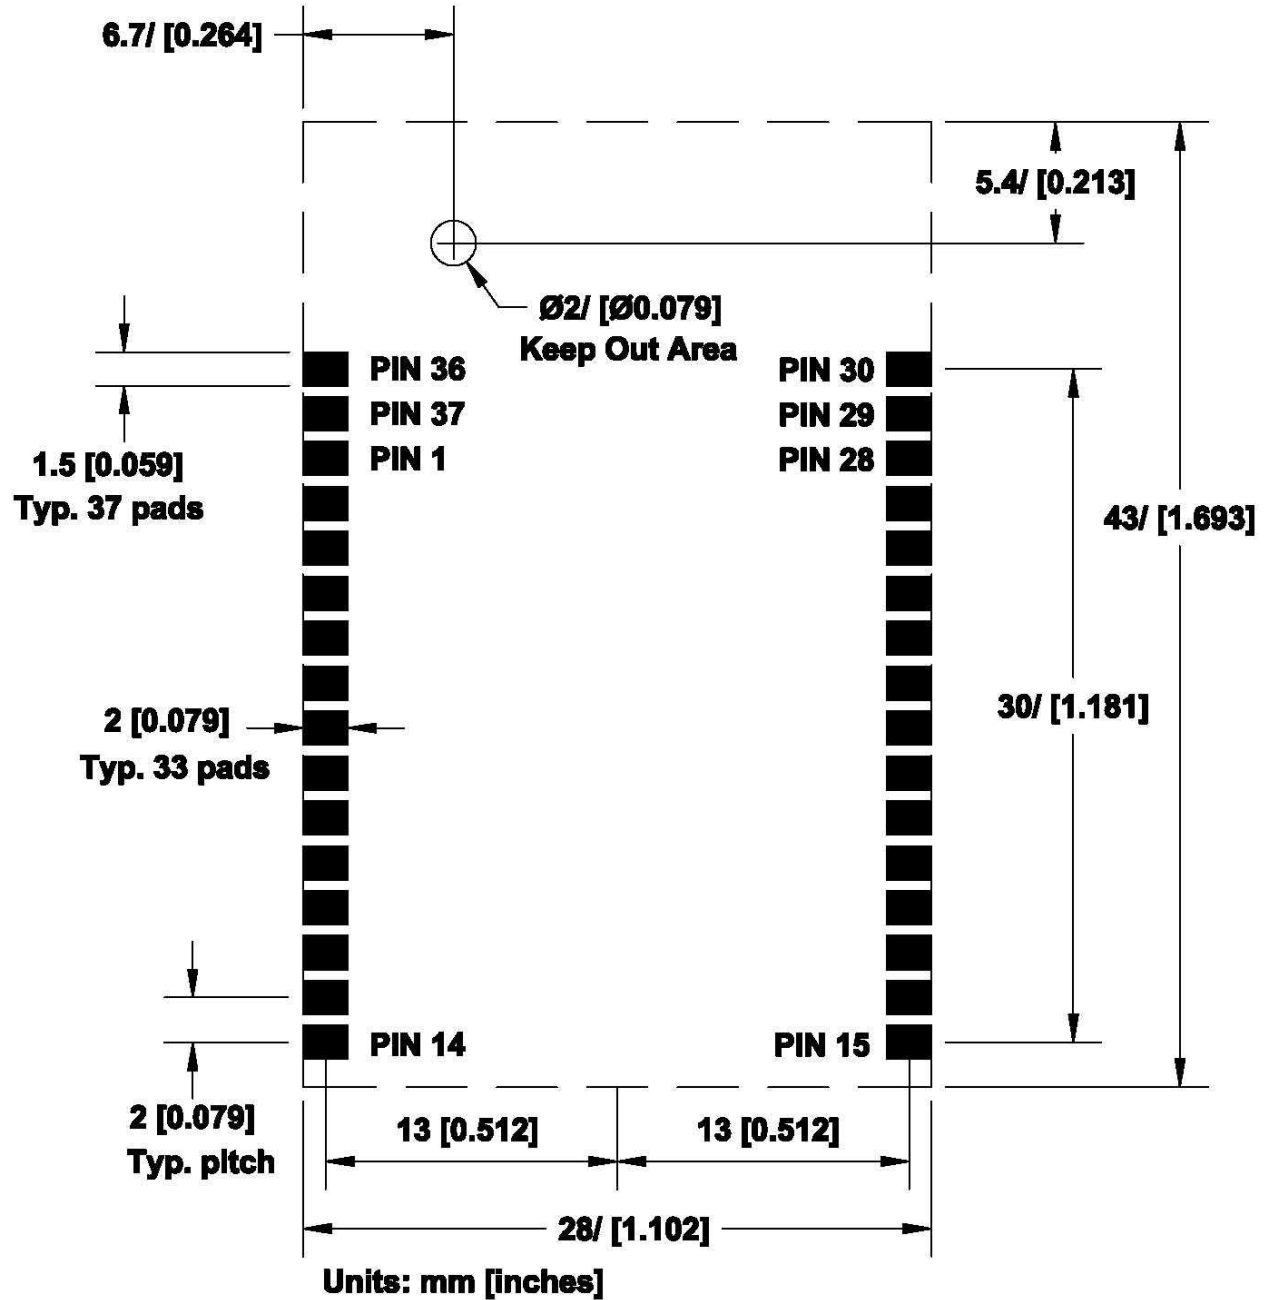 6.7/ [0.264]
5.4/ [0.213]
Ø2/ [Ø0.079]
Keep Out Area
PIN 36
PIN 30
PIN 37
PIN 29
PIN 1
PIN 28
1.5 [0.059]
Typ. 37 pads
43/ [1.693]
30/ [1.181]
2 [0.079]
Typ. 33 pads
PIN 14
PIN 15
2 [0.079]
Typ. pitch
13 [0.512]
13 [0.512]
28/ [1.102]
Units: mm [inches]